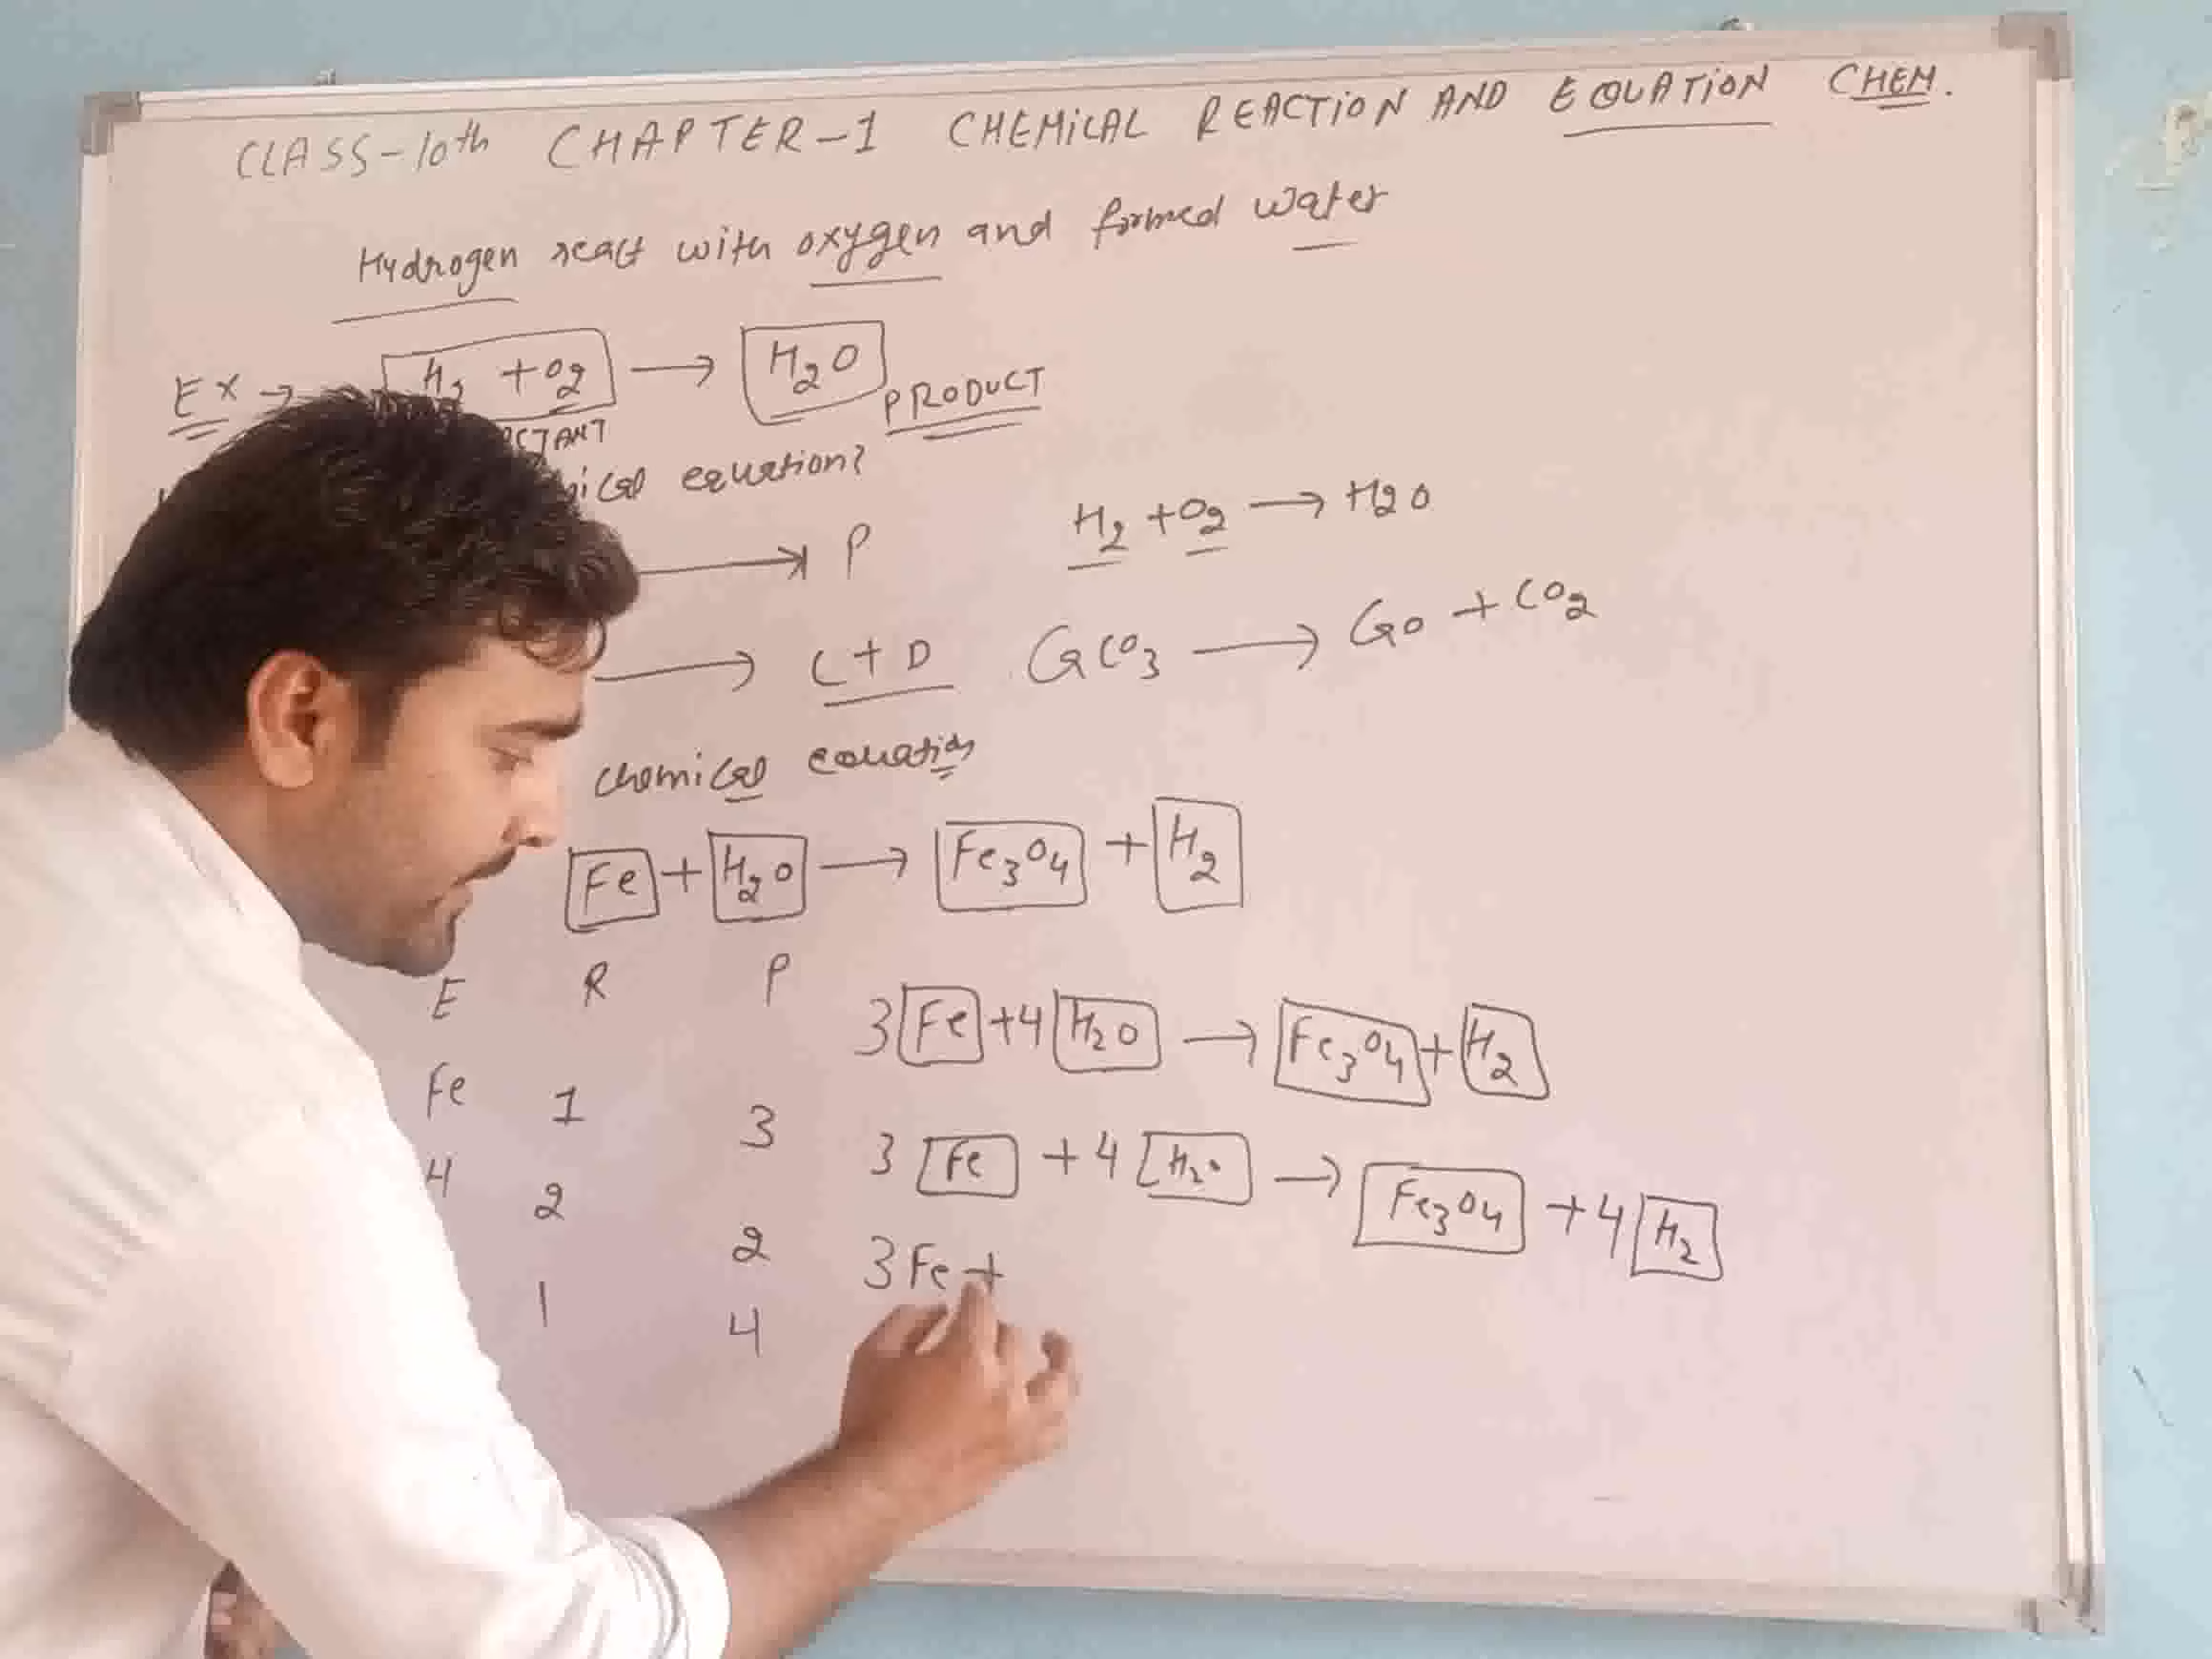 CLASS-10th CHAPTER-1 CHEMICAL REACTION AND EQUATION CHEM.
Hydrogen react with oxygen and formed water
EX → H2 + O2 → H2O
PRODUCT
equation?
→ P
H2 + O2 → H2O
→ C + D
CaCO3 → CaO + CO2
chemical equation
Fe + H2O → Fe3O4 + H2
E R P
Fe 1 3
H 2 2
1 4
3 Fe + 4 H2O → Fe3O4 + H2
3 Fe + 4 H2O → Fe3O4 + 4 H2
3 Fe +